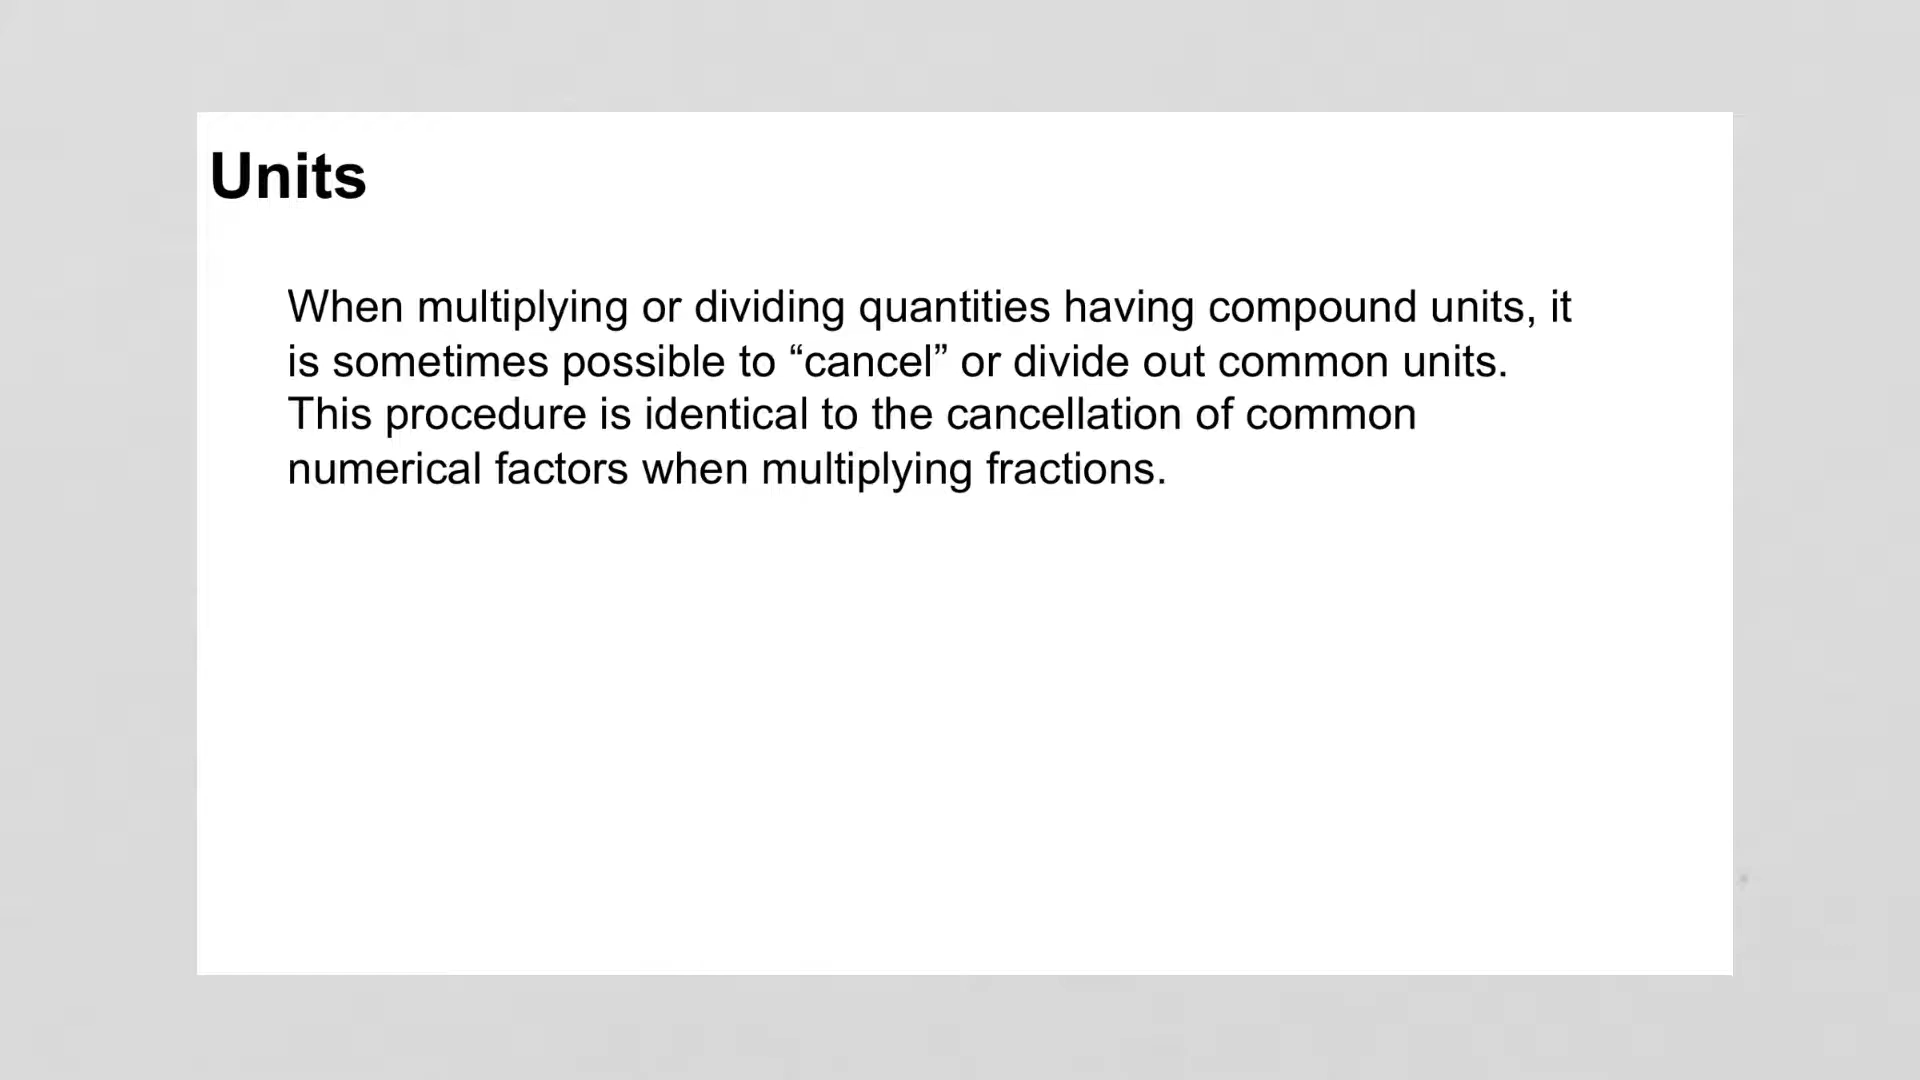 Units
When multiplying or dividing quantities having compound units, it
is sometimes possible to “cancel” or divide out common units.
This procedure is identical to the cancellation of common
numerical factors when multiplying fractions.